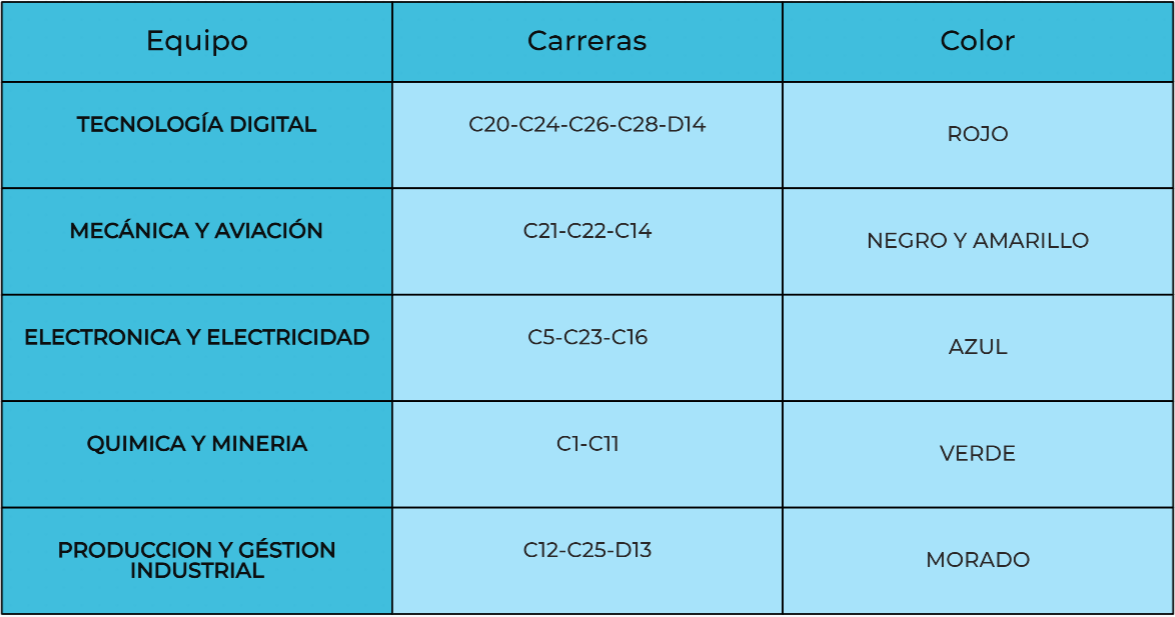 Equipo Carreras Color
TECNOLOGÍA DIGITAL C20-C24-C26-C28-D14 ROJO
MECÁNICA Y AVIACIÓN C21-C22-C14 NEGRO Y AMARILLO
ELECTRONICA Y ELECTRICIDAD C5-C23-C16 AZUL
QUIMICA Y MINERIA C1-C11 VERDE
PRODUCCION Y GÉSTION C12-C25-D13 MORADO
INDUSTRIAL